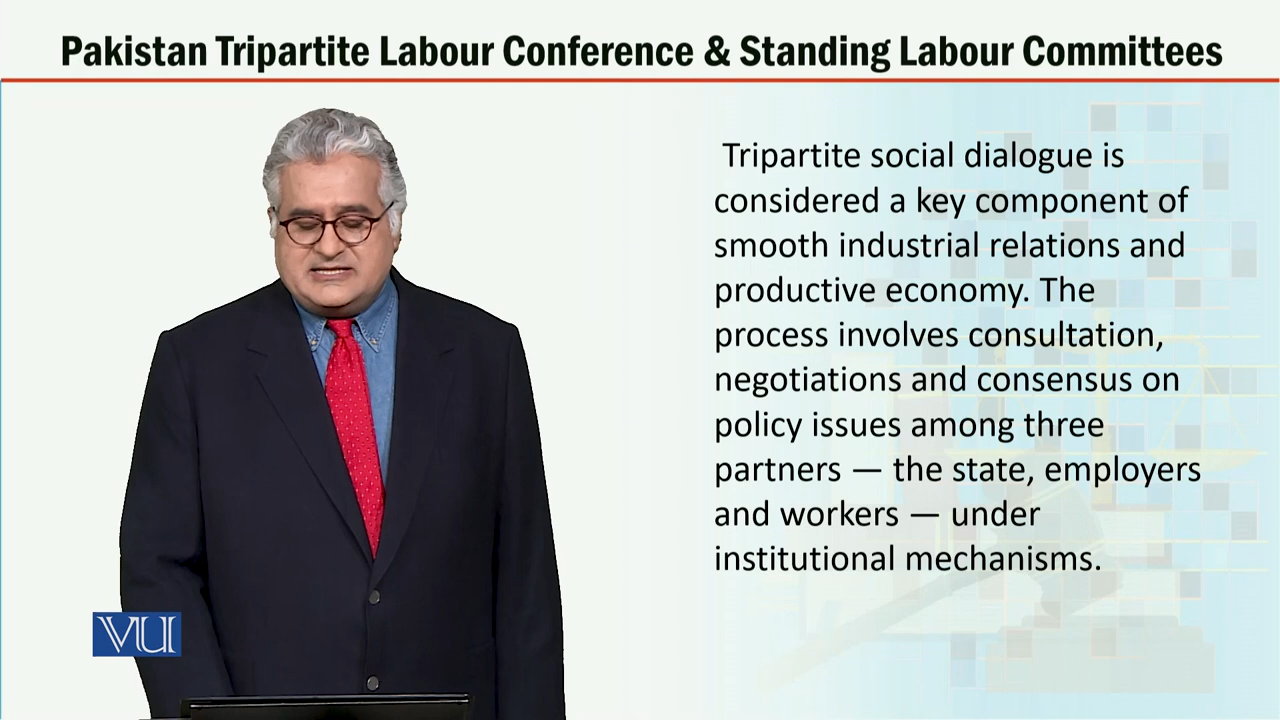 Pakistan Tripartite Labour Conference & Standing Labour Committees
Tripartite social dialogue is
considered a key component of
smooth industrial relations and
productive economy. The
process involves consultation,
negotiations and consensus on
policy issues among three
partners — the state, employers
and workers — under
institutional mechanisms.
VU